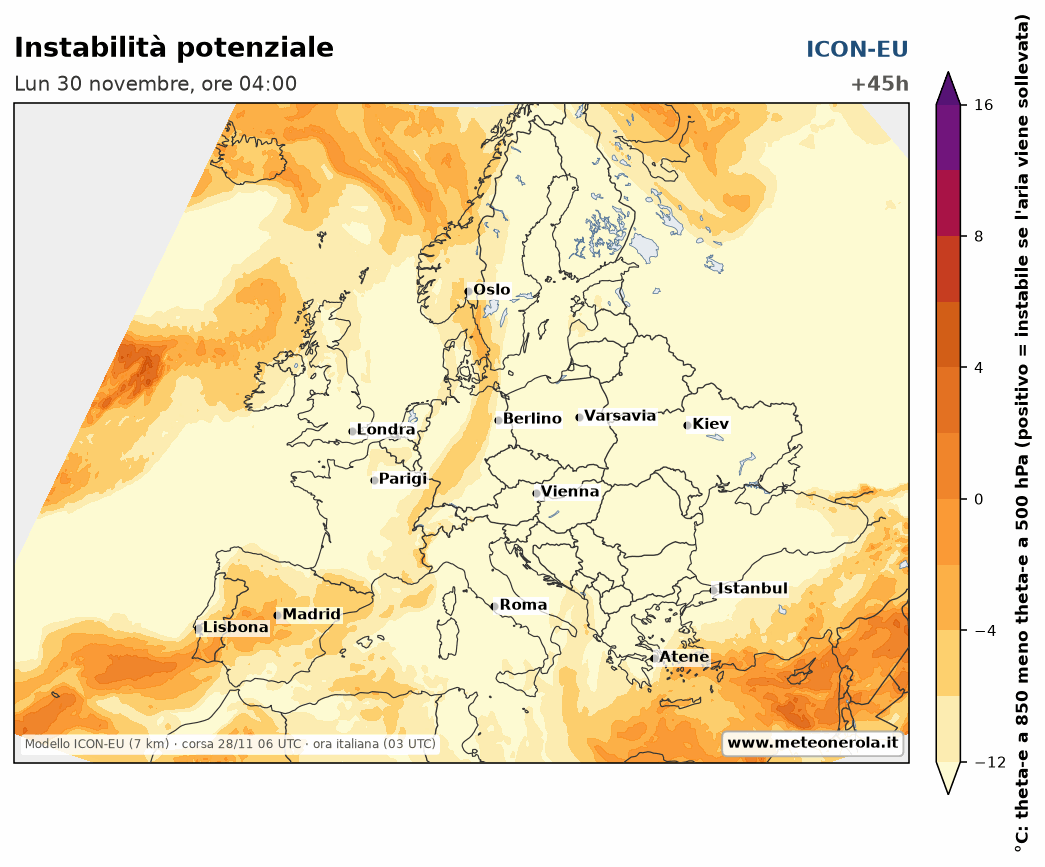 Instabilità potenziale
ICON-EU
Lun 30 novembre, ore 04:00
+45h
16
8
4
0
−4
−12
°C: theta-e a 850 meno theta-e a 500 hPa (positivo = instabile se l'aria viene sollevata)
Oslo
Berlino
Varsavia
Kiev
Londra
Parigi
Vienna
Istanbul
Roma
Madrid
Lisbona
Atene
Modello ICON-EU (7 km) · corsa 28/11 06 UTC · ora italiana (03 UTC)
www.meteonerola.it